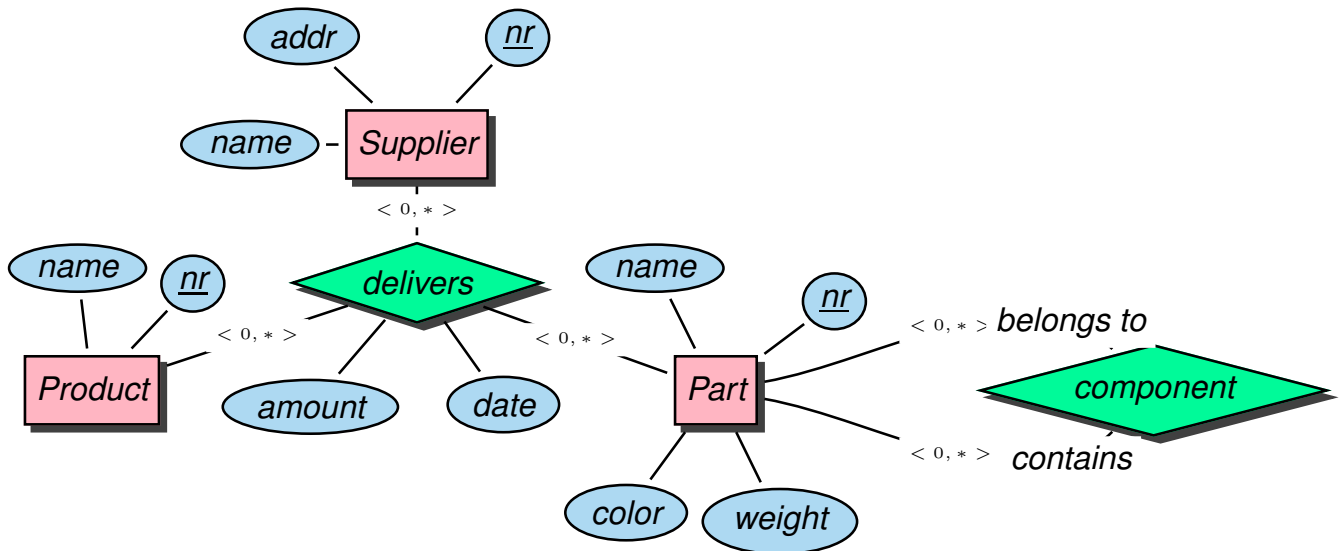 addr
nr
name
Supplier
< 0, * >
name
nr
delivers
name
nr
< 0, * >
< 0, * >
< 0, * >
belongs to
Product
amount
date
Part
component
< 0, * >
contains
color
weight